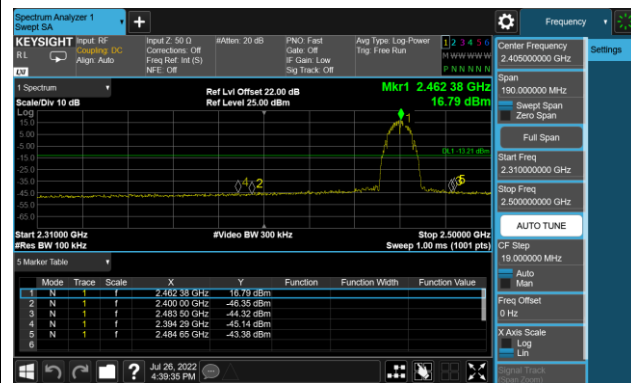 Spectrum Analyzer 1
Swept SA
+
Frequency
KEYSIGHT
Input: RF
Input Z: 50 Ω
#Atten: 20 dB
PNO: Fast
Avg Type: Log-Power
1 2 3 4 5 6
RL
Coupling: DC
Corrections: Off
Gate: Off
Trig: Free Run
M W W W W W
Align: Auto
Freq Ref: Int (S)
IF Gain: Low
NFE: Off
Sig Track: Off
P N N N N N
LXI
1 Spectrum
Ref Lvl Offset 22.00 dB
Mkr1 2.462 38 GHz
Scale/Div 10 dB
Ref Level 25.00 dBm
16.79 dBm
Log
15.0
5.00
-5.00
-15.0
-25.0
-35.0
-45.0
-55.0
-65.0
1
DL1 -13.21 dBm
4
2
5
Start 2.31000 GHz
#Video BW 300 kHz
Stop 2.50000 GHz
#Res BW 100 kHz
Sweep 1.00 ms (1001 pts)
5 Marker Table
Mode Trace Scale X Y Function Function Width Function Value
1 N 1 f 2.462 38 GHz 16.79 dBm
2 N 1 f 2.400 00 GHz -46.35 dBm
3 N 1 f 2.483 50 GHz -44.32 dBm
4 N 1 f 2.394 29 GHz -45.14 dBm
5 N 1 f 2.484 65 GHz -43.38 dBm
6
?
Jul 26, 2022
4:39:35 PM
Center Frequency
2.405000000 GHz
Settings
Span
190.000000 MHz
Swept Span
Zero Span
Full Span
Start Freq
2.310000000 GHz
Stop Freq
2.500000000 GHz
AUTO TUNE
CF Step
19.000000 MHz
Auto
Man
Freq Offset
0 Hz
X Axis Scale
Log
Lin
Signal Track
(Span Zoom)